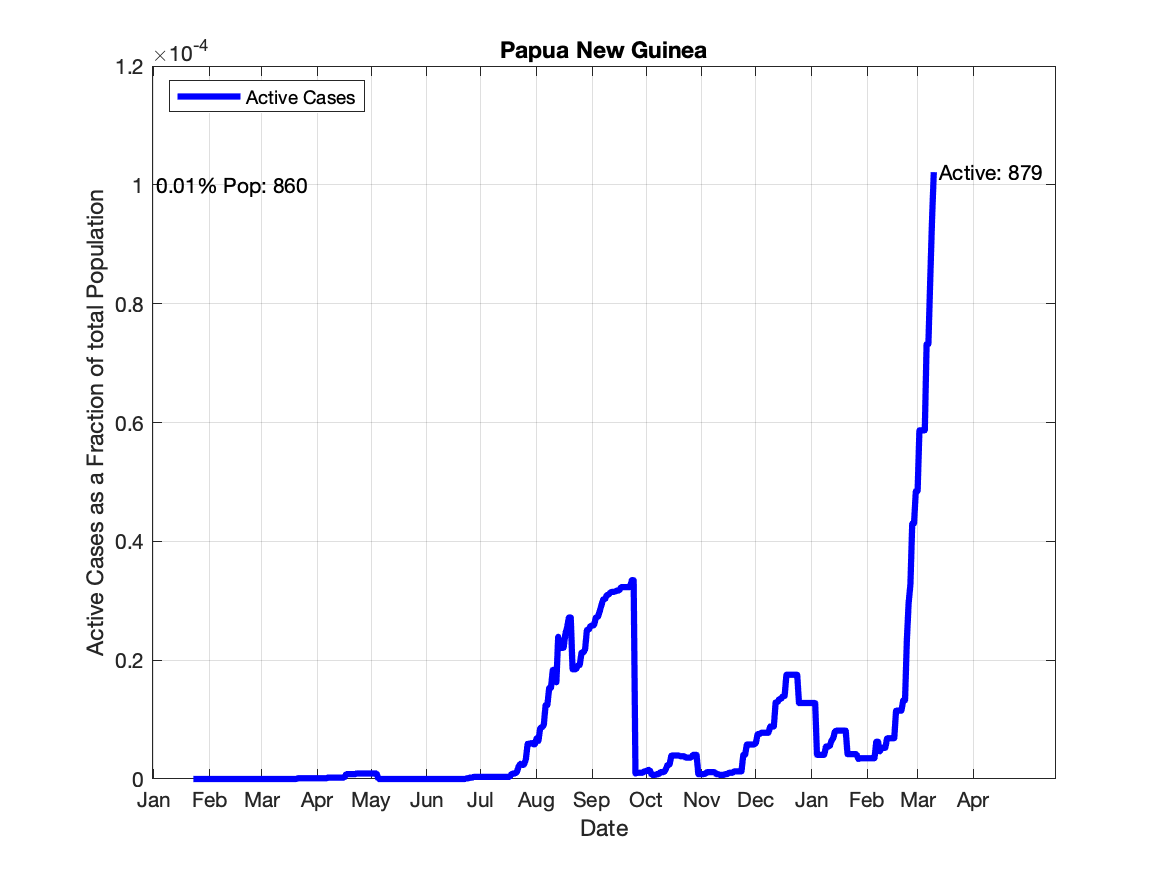 Papua New Guinea
×10⁻⁴
1.2
1
0.8
0.6
0.4
0.2
0
Active Cases as a Fraction of total Population
Active Cases
0.01% Pop: 860
Active: 879
Jan Feb Mar Apr May Jun Jul Aug Sep Oct Nov Dec Jan Feb Mar Apr
Date